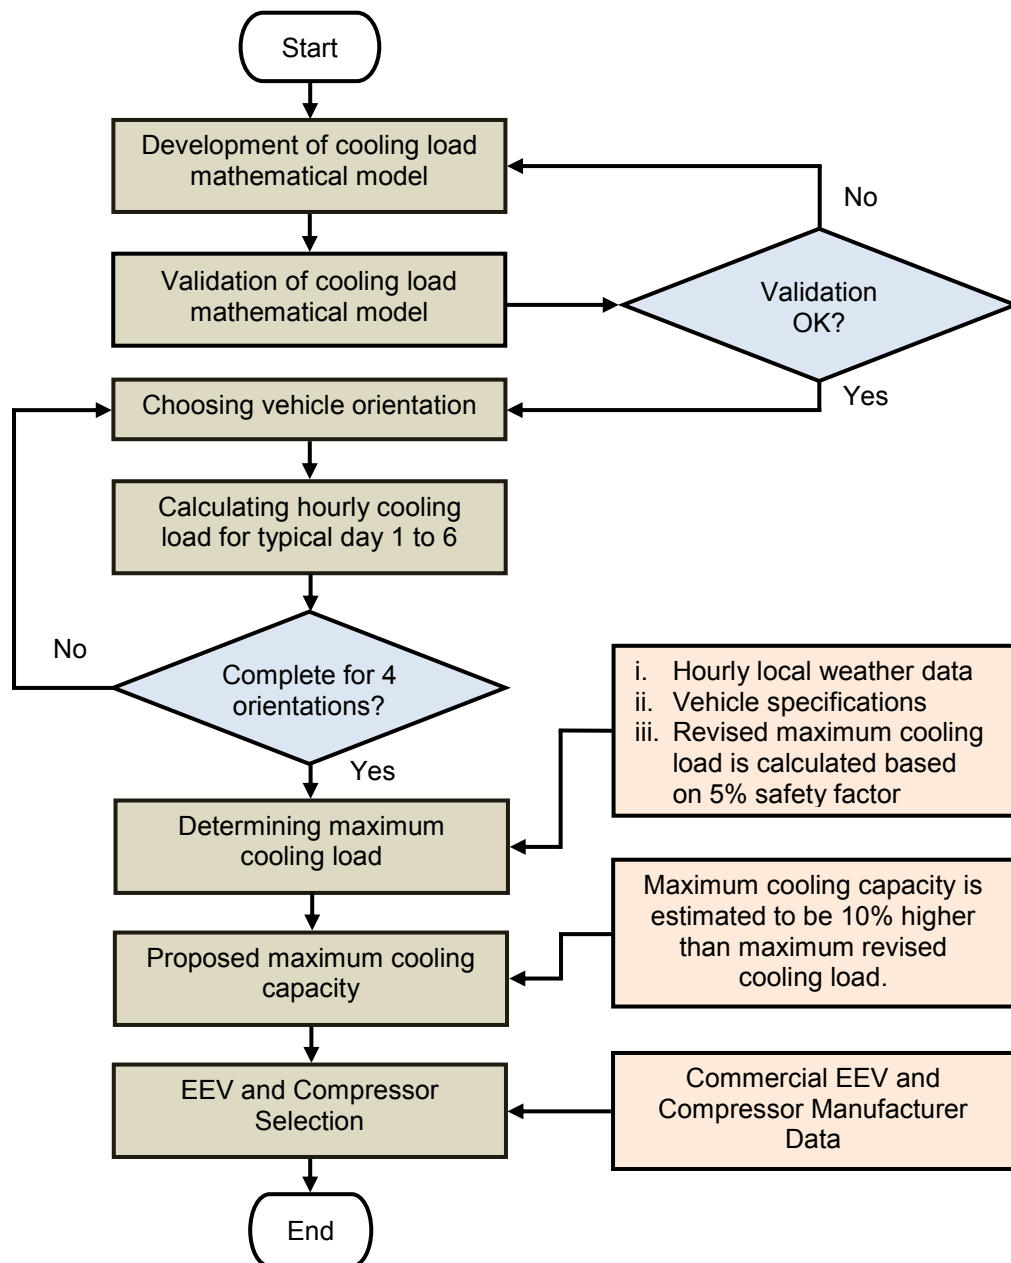 Start
Development of cooling load
mathematical model
No
Validation of cooling load
mathematical model
Validation
OK?
Yes
Choosing vehicle orientation
Calculating hourly cooling
load for typical day 1 to 6
No
Complete for 4
orientations?
Yes
i. Hourly local weather data
ii. Vehicle specifications
iii. Revised maximum cooling
load is calculated based
on 5% safety factor
Determining maximum
cooling load
Maximum cooling capacity is
estimated to be 10% higher
than maximum revised
cooling load.
Proposed maximum cooling
capacity
EEV and Compressor
Selection
Commercial EEV and
Compressor Manufacturer
Data
End